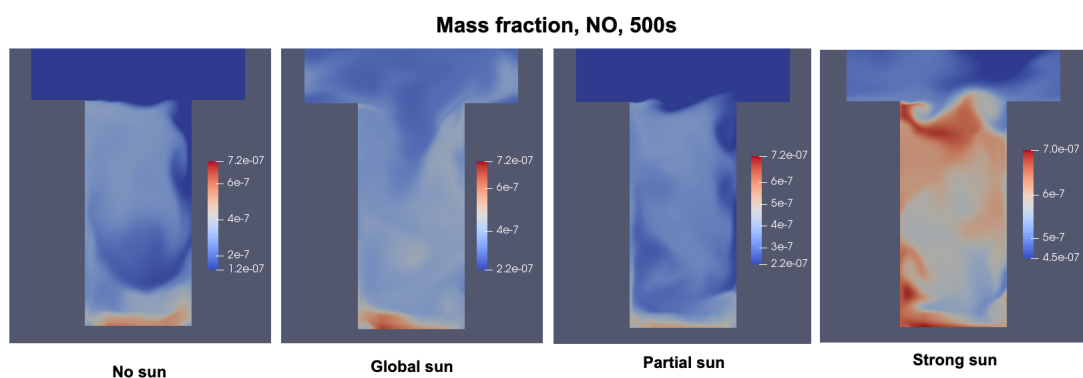 Mass fraction, NO, 500s
7.2e-07
6e-7
4e-7
2e-7
1.2e-07
No sun
7.2e-07
6e-7
4e-7
2.2e-07
Global sun
7.2e-07
6e-7
5e-7
4e-7
3e-7
2.2e-07
Partial sun
7.0e-07
6e-7
5e-7
4.5e-07
Strong sun